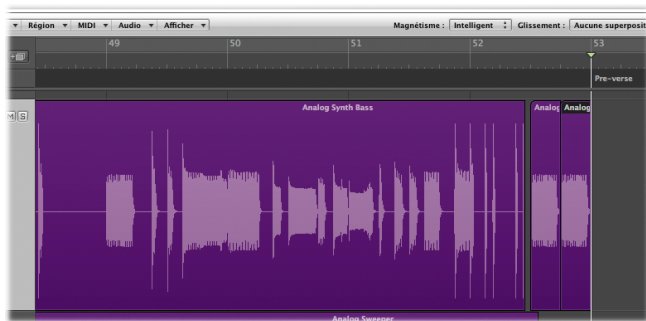 Région MIDI Audio Afficher Magnétisme : Intelligent Glissement : Aucune superposit
49 50 51 52 53
Pre-verse
Analog Synth Bass Analog Analog
M S
Analog Sweeper